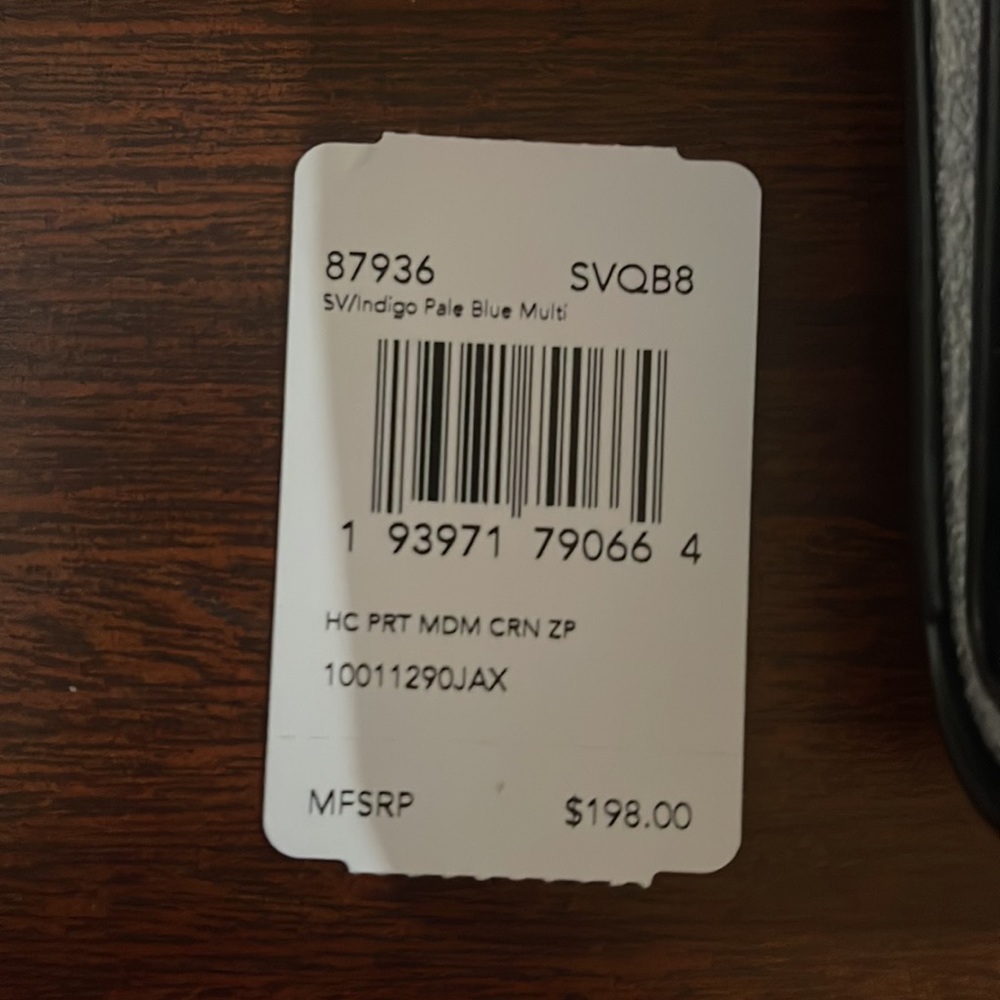 87936 SVQB8
SV/Indigo Pale Blue Multi
1 93971 79066 4
HC PRT MDM CRN ZP
10011290JAX
MFSRP $198.00